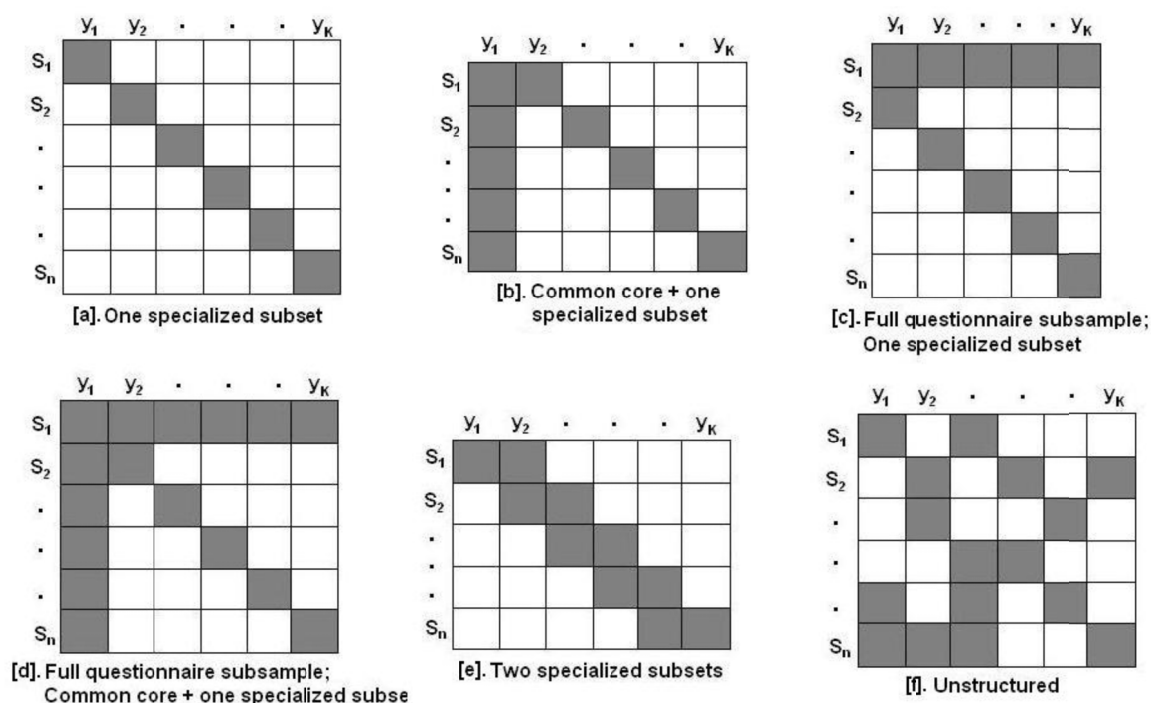 y1 y2 . . . yK
S1
S2
.
.
.
Sn
[a]. One specialized subset
y1 y2 . . . yK
S1
S2
.
.
Sn
[b]. Common core + one
specialized subset
y1 y2 . . . yK
S1
S2
.
.
.
Sn
[c]. Full questionnaire subsample;
One specialized subset
y1 y2 . . . yK
S1
S2
.
.
.
Sn
[d]. Full questionnaire subsample;
Common core + one specialized subse
y1 y2 . . . yK
S1
S2
.
.
Sn
[e]. Two specialized subsets
y1 y2 . . . yK
S1
S2
.
.
.
Sn
[f]. Unstructured